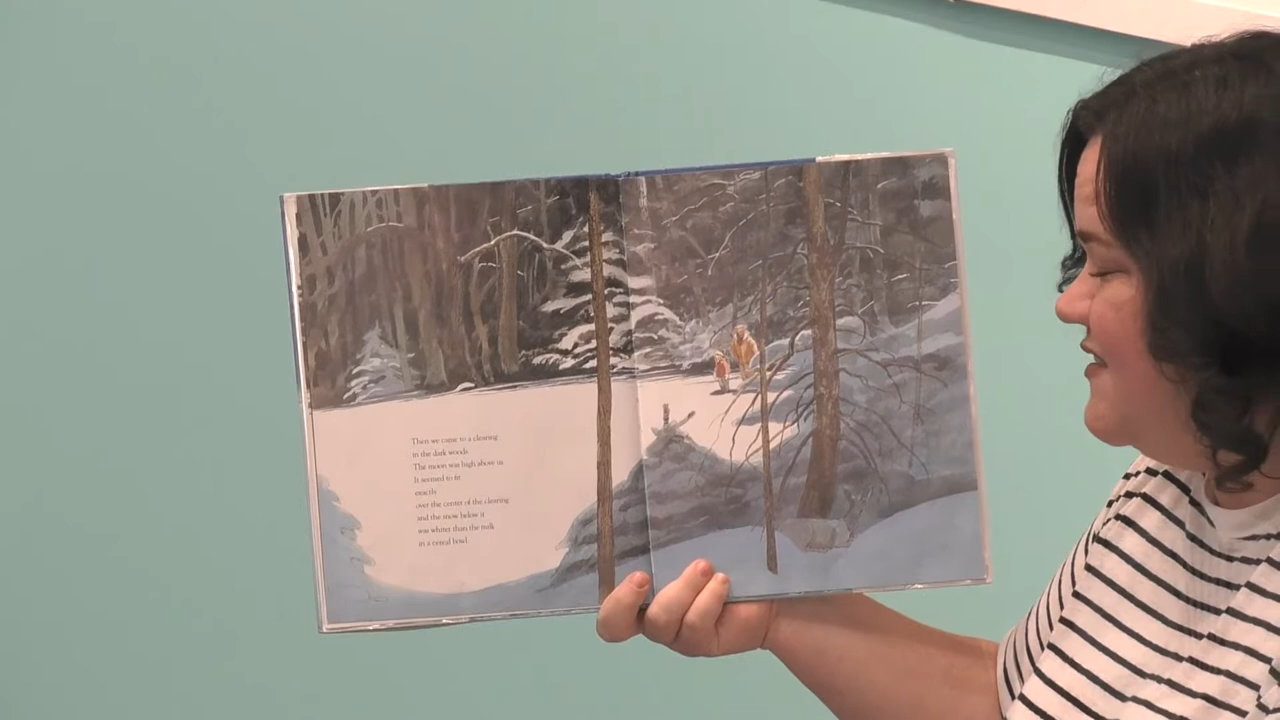 Then we came to a clearing
in the dark woods.
The moon was high above us.
It seemed to fit
exactly
over the center of the clearing
and the snow below it
was whiter than the milk
in a cereal bowl.